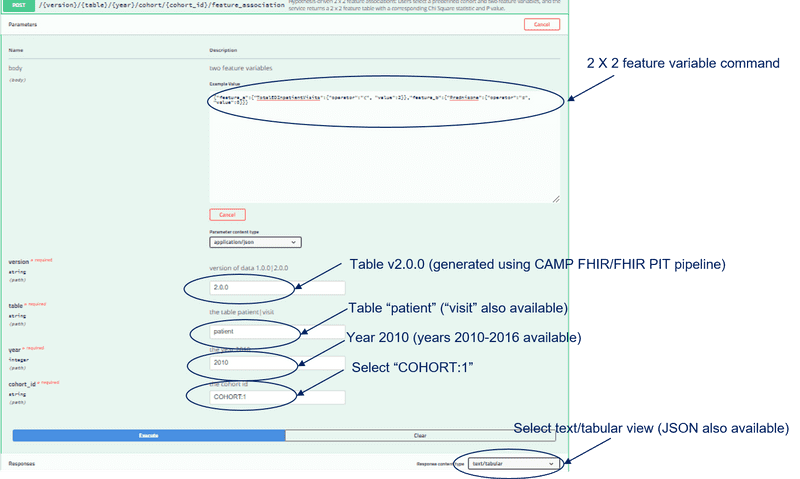 POST /{version}/{table}/{year}/cohort/{cohort_id}/feature_association Hypothesis-driven 2 x 2 feature associations: users select a predefined cohort and two feature variables, and the
service returns a 2 x 2 feature table with a corresponding Chi Square statistic and P value.
Parameters Cancel
Name Description
body two feature variables
(body)
Example Value
{"feature_a":{"TotalEDInpatientVisits":{"operator":"<", "value":2}},"feature_b":{"Prednisone":{"operator":
"value":0}}}
2 X 2 feature variable command
Cancel
Parameter content type
application/json
version * required version of data 1.0.0|2.0.0
string
(path)
2.0.0
Table v2.0.0 (generated using CAMP FHIR/FHIR PIT pipeline)
table * required the table patient|visit
string
(path)
patient
Table “patient” (“visit” also available)
year * required the year 2010
integer
(path)
2010
Year 2010 (years 2010-2016 available)
cohort_id * required the cohort id
string
(path)
COHORT:1
Select “COHORT:1”
Execute Clear
Select text/tabular view (JSON also available)
Responses Response content type text/tabular